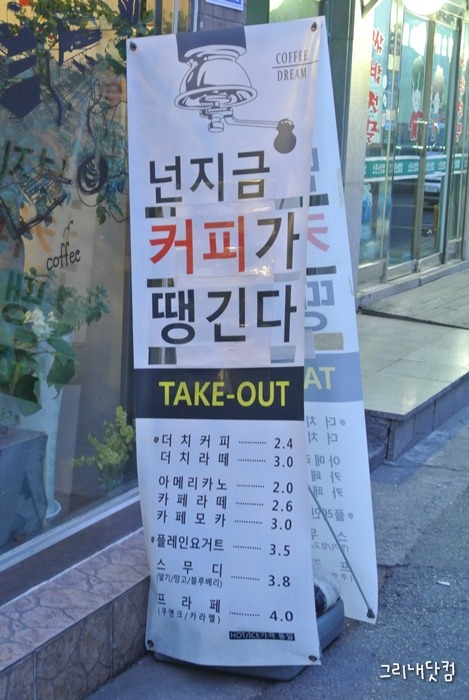 COFFEE
DREAM
넌지금
커피가
땡긴다
TAKE-OUT
더치커피 ········ 2.4
더치라떼 ········ 3.0
아메리카노 ········ 2.0
카페라떼 ········ 2.6
카페모카 ········ 3.0
플레인요거트 ········ 3.5
스무디 ········ 3.8
(딸기/망고/블루베리)
프라페 ········ 4.0
(쿠앤크/카라멜)
HOT/ICE가격 동일
coffee
그리내닷컴